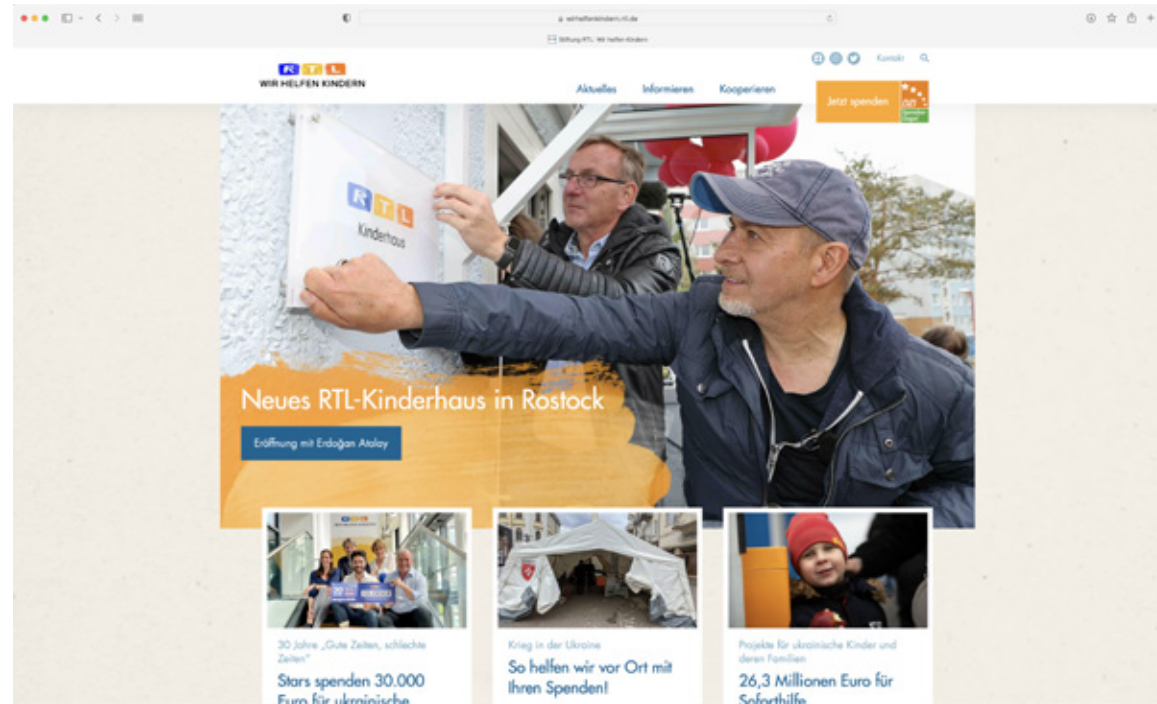 wirhelfenkindern.rtl.de
Stiftung RTL - Wir helfen Kindern
Kontakt
RTL
WIR HELFEN KINDERN
Aktuelles Informieren Kooperieren
Jetzt spenden
RTL
Kinderhaus
Neues RTL-Kinderhaus in Rostock
Eröffnung mit Erdoğan Atalay
RTL
30 Jahre „Gute Zeiten, schlechte
Zeiten"
Stars spenden 30.000
Euro für ukrainische
Krieg in der Ukraine
So helfen wir vor Ort mit
Ihren Spenden!
Projekte für ukrainische Kinder und
deren Familien
26,3 Millionen Euro für
Soforthilfe